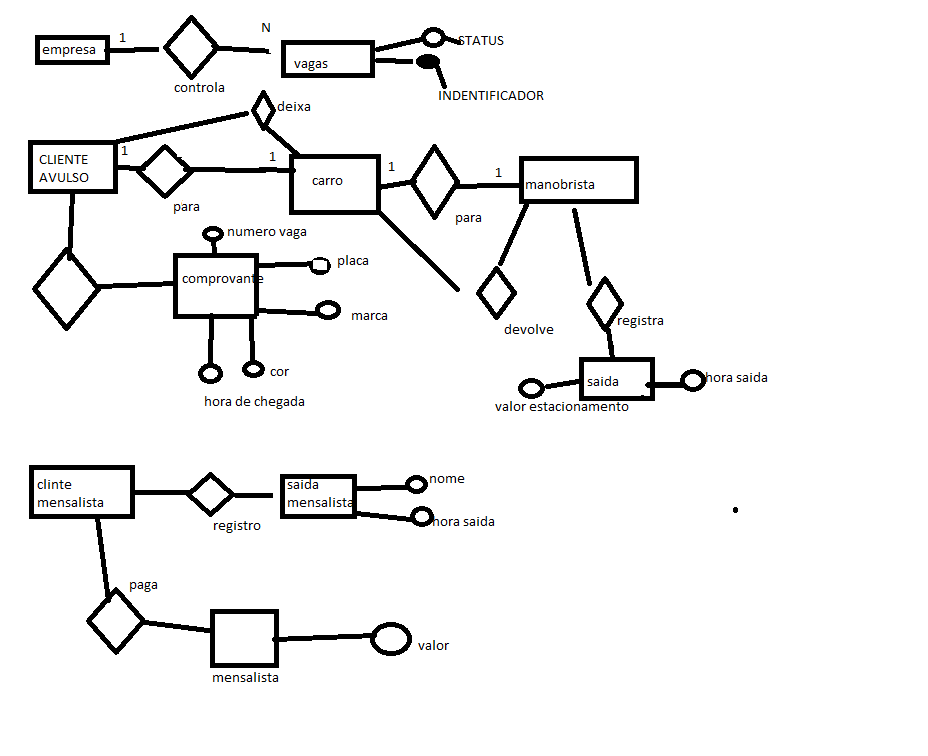 empresa
1
N
controla
vagas
STATUS
INDENTIFICADOR
deixa
CLIENTE
AVULSO
1
para
1
carro
1
para
1
manobrista
numero vaga
comprovante
placa
marca
cor
hora de chegada
devolve
registra
saida
hora saida
valor estacionamento
clinte
mensalista
registro
saida
mensalista
nome
hora saida
paga
mensalista
valor